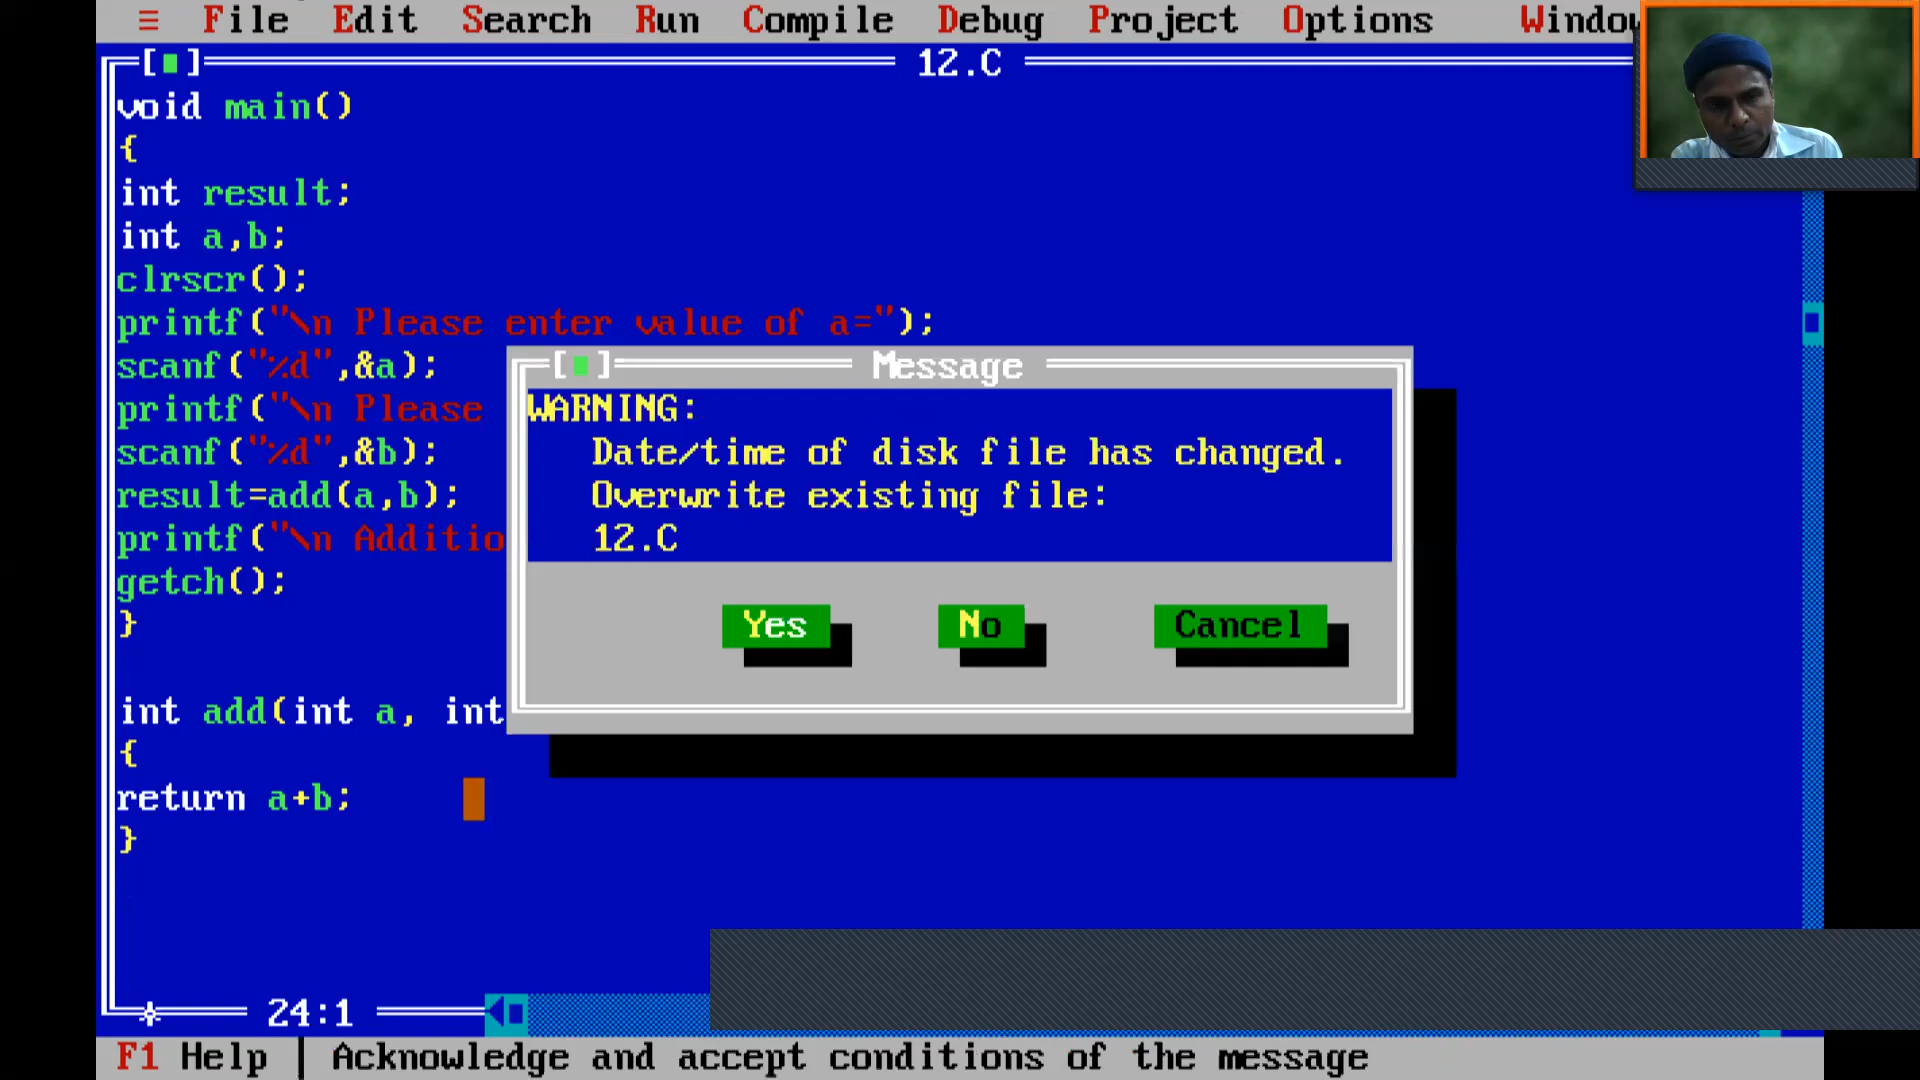 ≡ File Edit Search Run Compile Debug Project Options Window
12.C
void main()
{
int result;
int a,b;
clrscr();
printf("\n Please enter value of a=");
scanf("%d",&a);
printf("\n Please
scanf("%d",&b);
result=add(a,b);
printf("\n Additio
getch();
}
int add(int a, int
{
return a+b;
}
Message
WARNING:
Date/time of disk file has changed.
Overwrite existing file:
12.C
Yes No Cancel
24:1
F1 Help | Acknowledge and accept conditions of the message